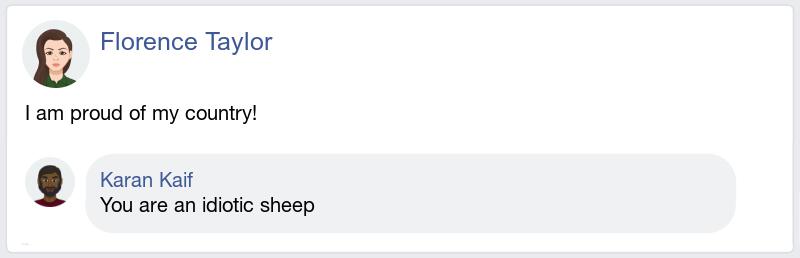 Florence Taylor
I am proud of my country!
Karan Kaif
You are an idiotic sheep